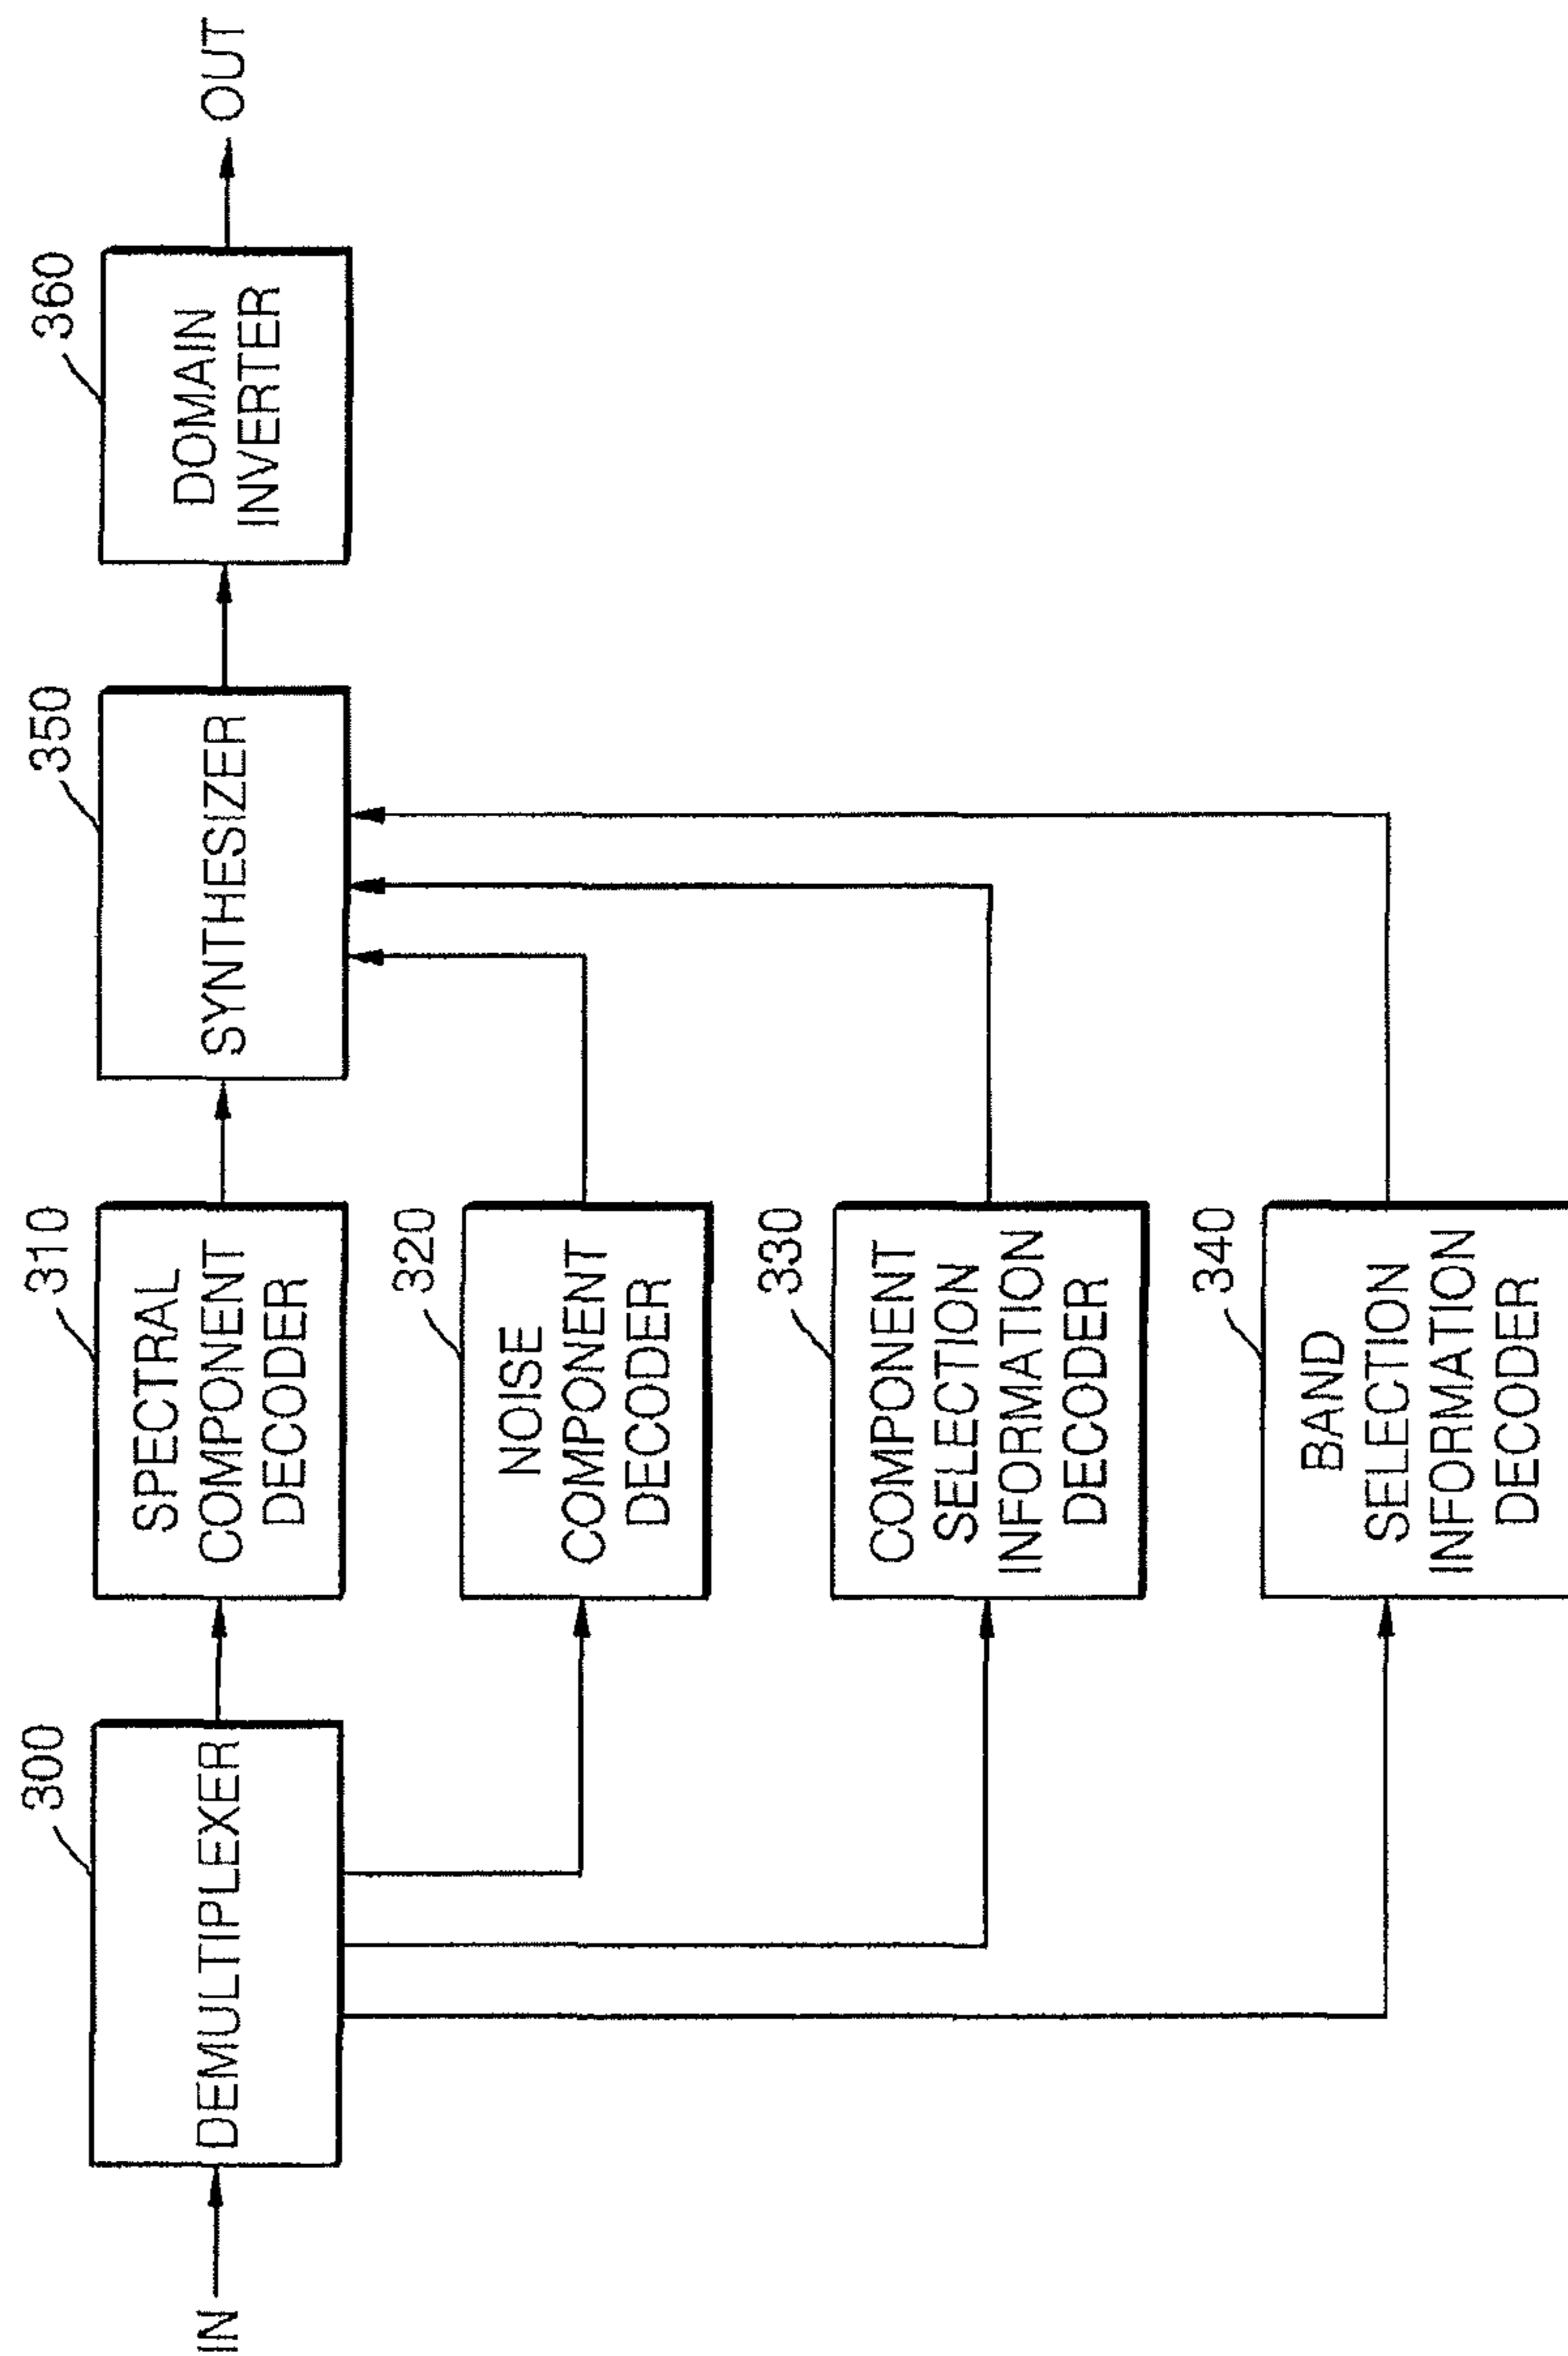 IN
300
DEMULTIPLEXER
310
SPECTRAL
COMPONENT
DECODER
350
SYNTHESIZER
360
DOMAIN
INVERTER
OUT
320
NOISE
COMPONENT
DECODER
330
COMPONENT
SELECTION
INFORMATION
DECODER
340
BAND
SELECTION
INFORMATION
DECODER